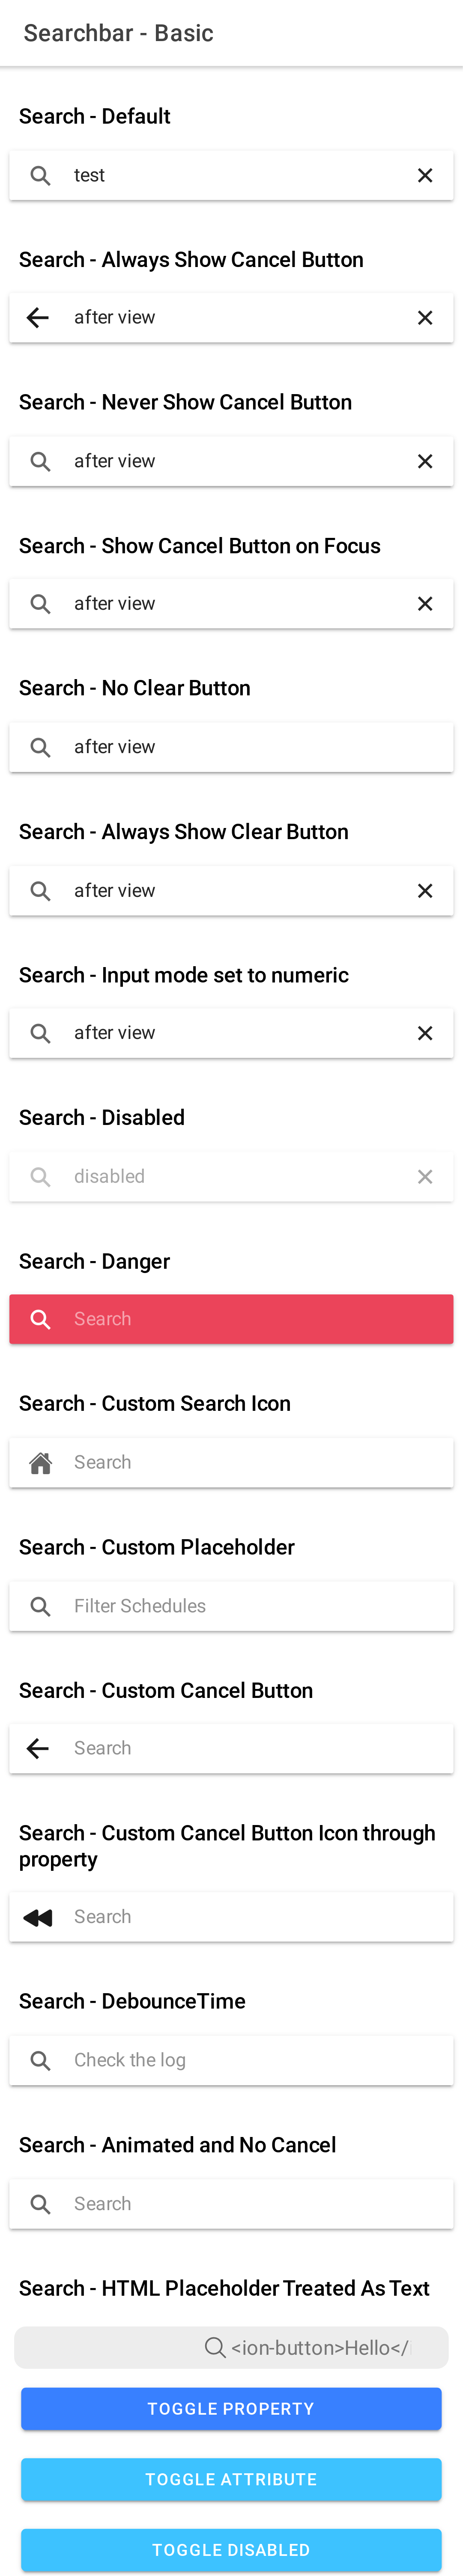 Searchbar - Basic
Search - Default
test
Search - Always Show Cancel Button
after view
Search - Never Show Cancel Button
after view
Search - Show Cancel Button on Focus
after view
Search - No Clear Button
after view
Search - Always Show Clear Button
after view
Search - Input mode set to numeric
after view
Search - Disabled
disabled
Search - Danger
Search
Search - Custom Search Icon
Search
Search - Custom Placeholder
Filter Schedules
Search - Custom Cancel Button
Search
Search - Custom Cancel Button Icon through
property
Search
Search - DebounceTime
Check the log
Search - Animated and No Cancel
Search
Search - HTML Placeholder Treated As Text
<ion-button>Hello</
TOGGLE PROPERTY
TOGGLE ATTRIBUTE
TOGGLE DISABLED